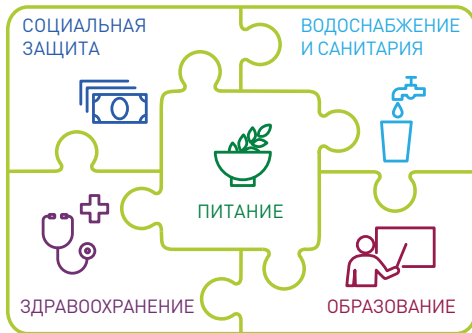 СОЦИАЛЬНАЯ
ЗАЩИТА
ВОДОСНАБЖЕНИЕ
И САНИТАРИЯ
ПИТАНИЕ
ЗДРАВООХРАНЕНИЕ
ОБРАЗОВАНИЕ